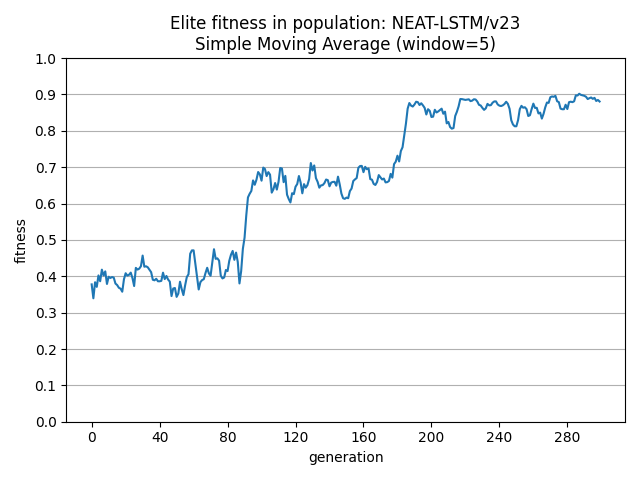 Elite fitness in population: NEAT-LSTM/v23
Simple Moving Average (window=5)
1.0
0.9
0.8
0.7
0.6
0.5
0.4
0.3
0.2
0.1
0.0
fitness
0 40 80 120 160 200 240 280
generation